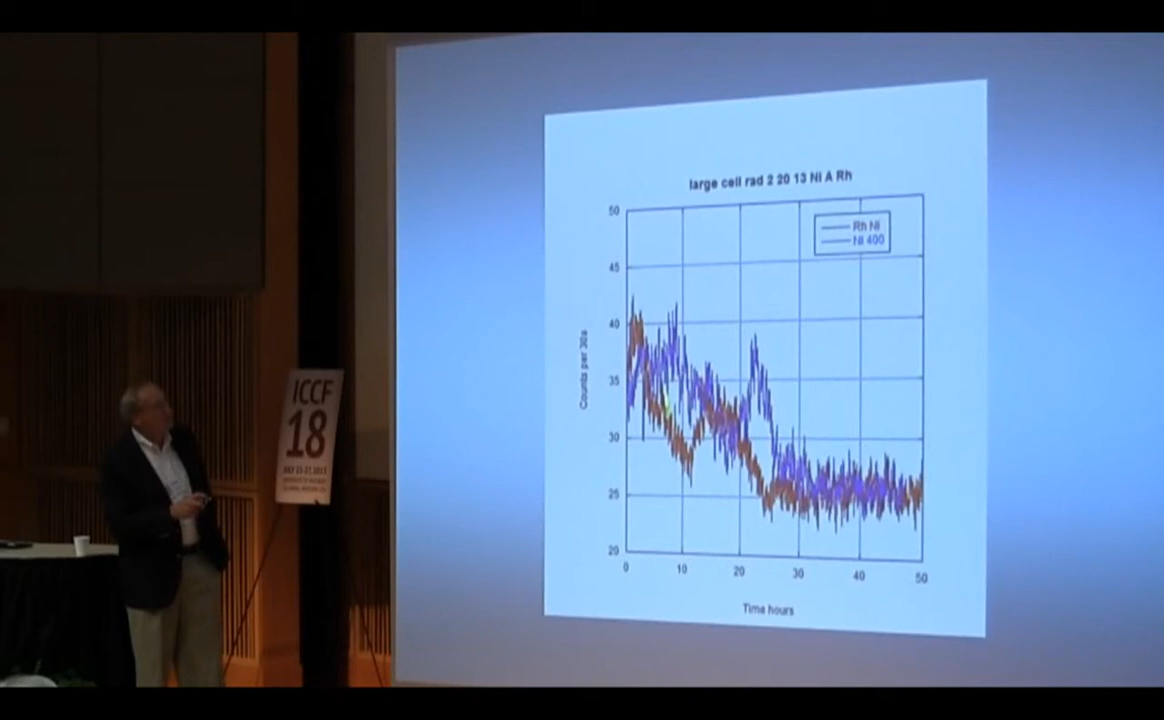 large cell rad 2 20 13 Ni A Rh
Rh Ni
Ni 400
50
45
40
35
30
25
20
Counts per 30s
0 10 20 30 40 50
Time hours
ICCF
18